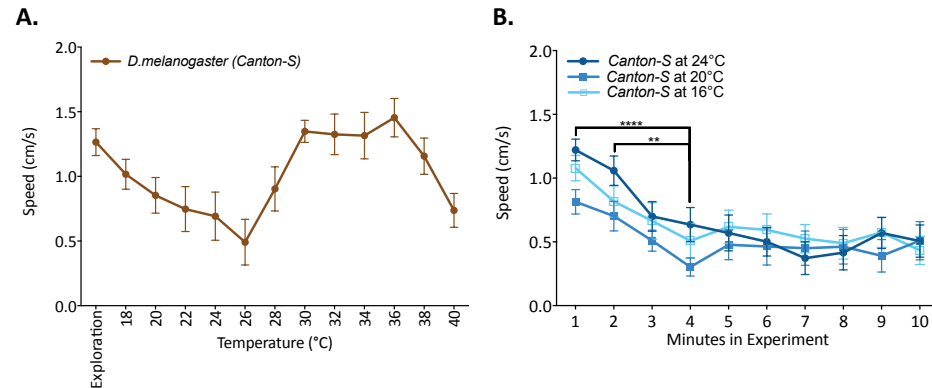 A.
2.0
1.5
1.0
0.5
0.0
Speed (cm/s)
D.melanogaster (Canton-S)
Exploration
18
20
22
24
26
28
30
32
34
36
38
40
Temperature (°C)
B.
2.0
1.5
1.0
0.5
0.0
Speed (cm/s)
Canton-S at 24°C
Canton-S at 20°C
Canton-S at 16°C
****
**
1 2 3 4 5 6 7 8 9 10
Minutes in Experiment